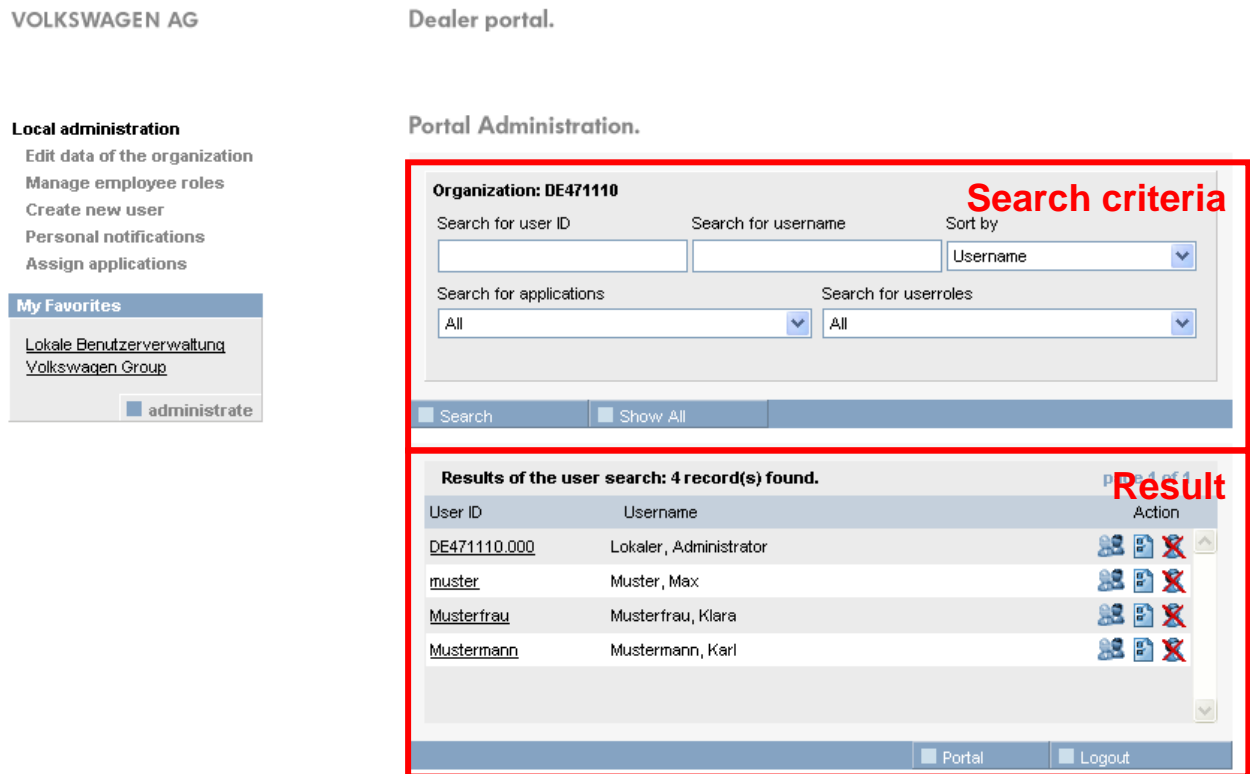 VOLKSWAGEN AG
Dealer portal.
Local administration
Edit data of the organization
Manage employee roles
Create new user
Personal notifications
Assign applications
My Favorites
Lokale Benutzerverwaltung
Volkswagen Group
administrate
Portal Administration.
Organization: DE471110
Search criteria
Search for user ID Search for username Sort by
Username
Search for applications Search for userroles
All All
Search Show All
Results of the user search: 4 record(s) found. page 1 of 1
Result
User ID Username Action
DE471110.000 Lokaler, Administrator
muster Muster, Max
Musterfrau Musterfrau, Klara
Mustermann Mustermann, Karl
Portal Logout